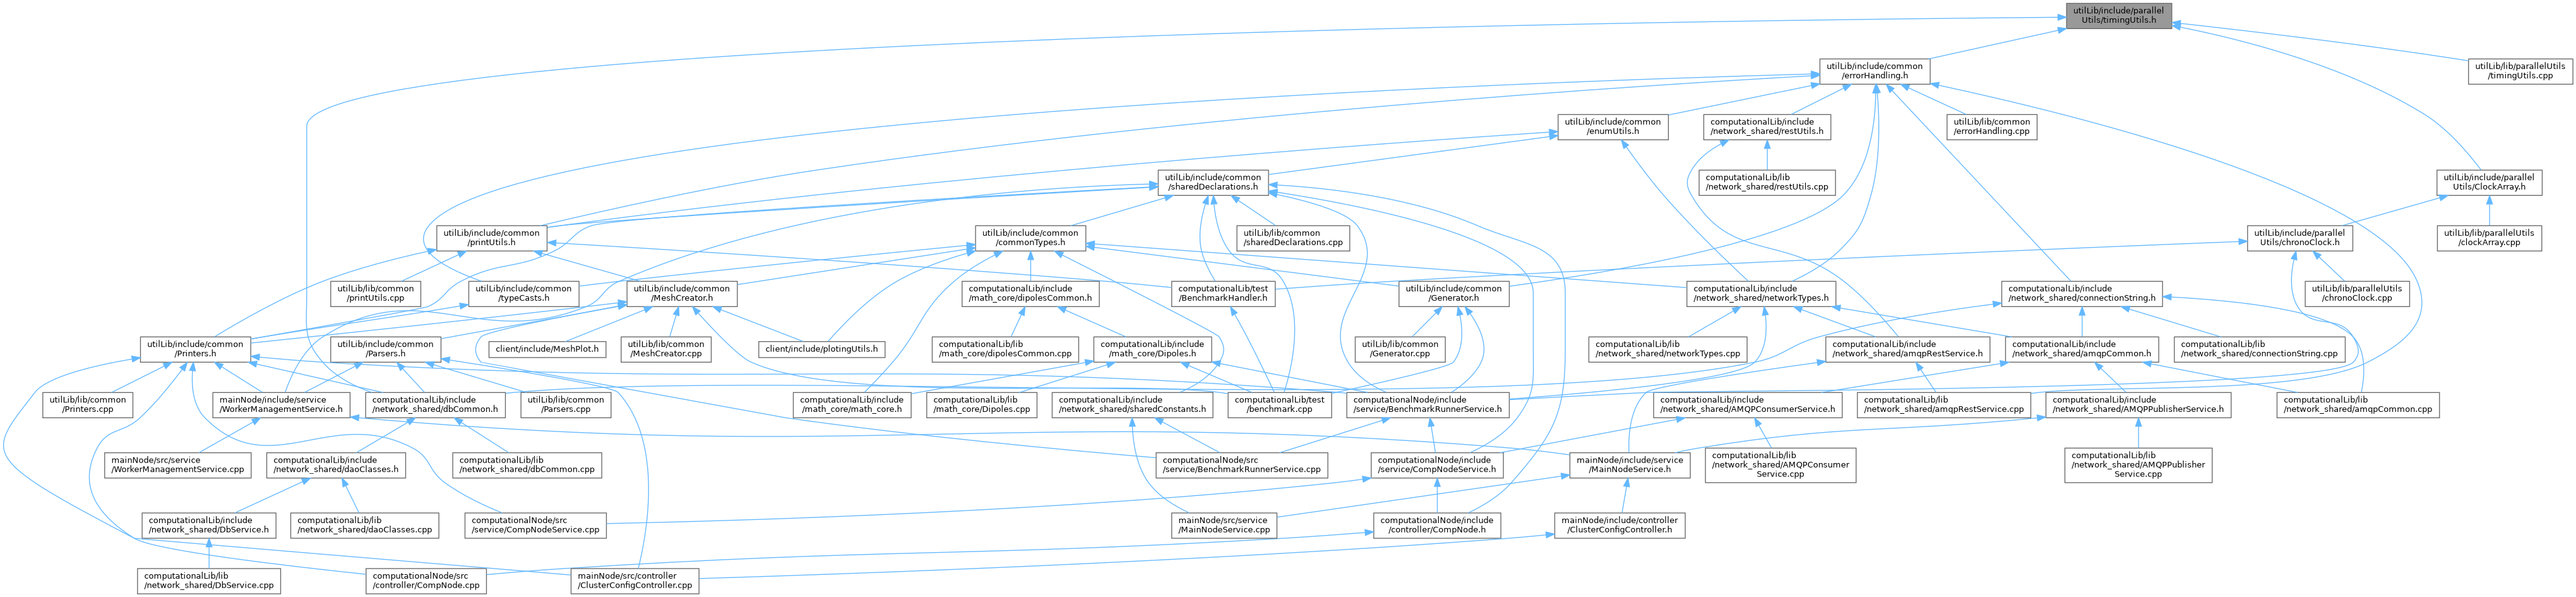 utilLib/include/parallel
Utils/timingUtils.h
utilLib/include/common
/errorHandling.h
utilLib/lib/parallelUtils
/timingUtils.cpp
utilLib/include/common
/enumUtils.h
computationalLib/include
/network_shared/restUtils.h
utilLib/lib/common
/errorHandling.cpp
utilLib/include/common
/sharedDeclarations.h
computationalLib/lib
/network_shared/restUtils.cpp
utilLib/include/parallel
Utils/ClockArray.h
utilLib/include/common
/printUtils.h
utilLib/include/common
/commonTypes.h
utilLib/lib/common
/sharedDeclarations.cpp
utilLib/include/parallel
Utils/chronoClock.h
utilLib/lib/parallelUtils
/clockArray.cpp
utilLib/lib/common
/printUtils.cpp
utilLib/include/common
/typeCasts.h
utilLib/include/common
/MeshCreator.h
computationalLib/include
/math_core/dipolesCommon.h
computationalLib/test
/BenchmarkHandler.h
utilLib/include/common
/Generator.h
computationalLib/include
/network_shared/networkTypes.h
computationalLib/include
/network_shared/connectionString.h
utilLib/lib/parallelUtils
/chronoClock.cpp
utilLib/include/common
/Printers.h
utilLib/include/common
/Parsers.h
client/include/MeshPlot.h
utilLib/lib/common
/MeshCreator.cpp
client/include/plotingUtils.h
computationalLib/lib
/math_core/dipolesCommon.cpp
computationalLib/include
/math_core/Dipoles.h
utilLib/lib/common
/Generator.cpp
computationalLib/lib
/network_shared/networkTypes.cpp
computationalLib/include
/network_shared/amqpRestService.h
computationalLib/include
/network_shared/amqpCommon.h
computationalLib/lib
/network_shared/connectionString.cpp
utilLib/lib/common
/Printers.cpp
mainNode/include/service
/WorkerManagementService.h
computationalLib/include
/network_shared/dbCommon.h
utilLib/lib/common
/Parsers.cpp
computationalLib/include
/math_core/math_core.h
computationalLib/lib
/math_core/Dipoles.cpp
computationalLib/include
/network_shared/sharedConstants.h
computationalLib/test
/benchmark.cpp
computationalNode/include
/service/BenchmarkRunnerService.h
computationalLib/include
/network_shared/AMQPConsumerService.h
computationalLib/lib
/network_shared/amqpRestService.cpp
computationalLib/include
/network_shared/AMQPPublisherService.h
computationalLib/lib
/network_shared/amqpCommon.cpp
mainNode/src/service
/WorkerManagementService.cpp
computationalLib/include
/network_shared/daoClasses.h
computationalLib/lib
/network_shared/dbCommon.cpp
computationalNode/src
/service/BenchmarkRunnerService.cpp
computationalNode/include
/service/CompNodeService.h
mainNode/include/service
/MainNodeService.h
computationalLib/lib
/network_shared/AMQPConsumer
Service.cpp
computationalLib/lib
/network_shared/AMQPPublisher
Service.cpp
computationalLib/include
/network_shared/DbService.h
computationalLib/lib
/network_shared/daoClasses.cpp
computationalNode/src
/service/CompNodeService.cpp
mainNode/src/service
/MainNodeService.cpp
computationalNode/include
/controller/CompNode.h
mainNode/include/controller
/ClusterConfigController.h
computationalLib/lib
/network_shared/DbService.cpp
computationalNode/src
/controller/CompNode.cpp
mainNode/src/controller
/ClusterConfigController.cpp